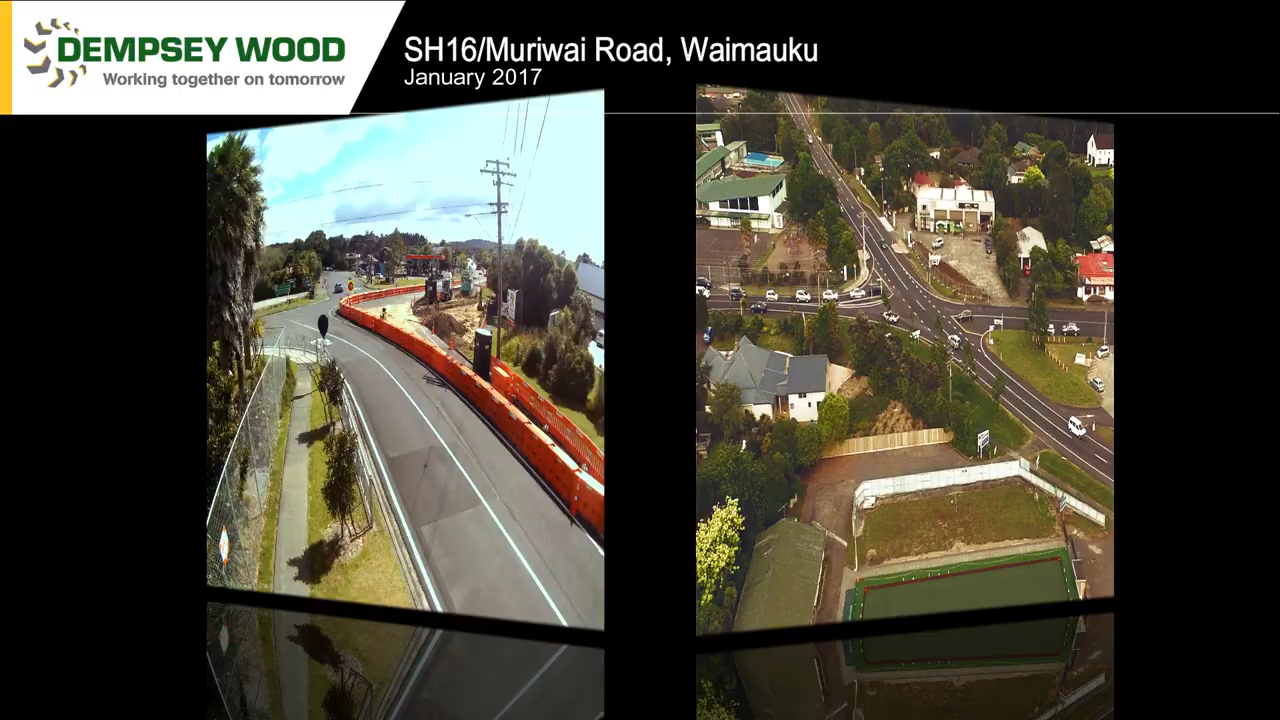 DEMPSEY WOOD
Working together on tomorrow
SH16/Muriwai Road, Waimauku
January 2017